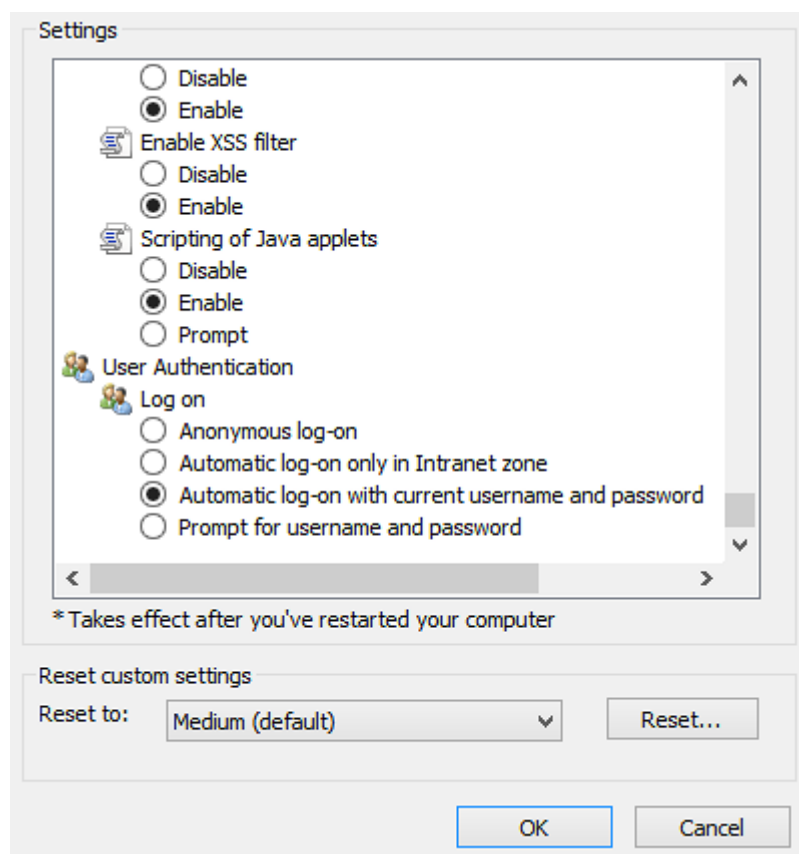 Settings
Disable
Enable
Enable XSS filter
Disable
Enable
Scripting of Java applets
Disable
Enable
Prompt
User Authentication
Log on
Anonymous log-on
Automatic log-on only in Intranet zone
Automatic log-on with current username and password
Prompt for username and password
* Takes effect after you've restarted your computer
Reset custom settings
Reset to: Medium (default) Reset...
OK Cancel